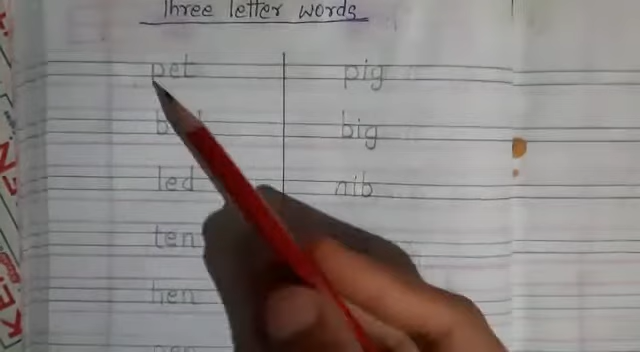 Three letter words
pet pig
big
led nib
ten
hen